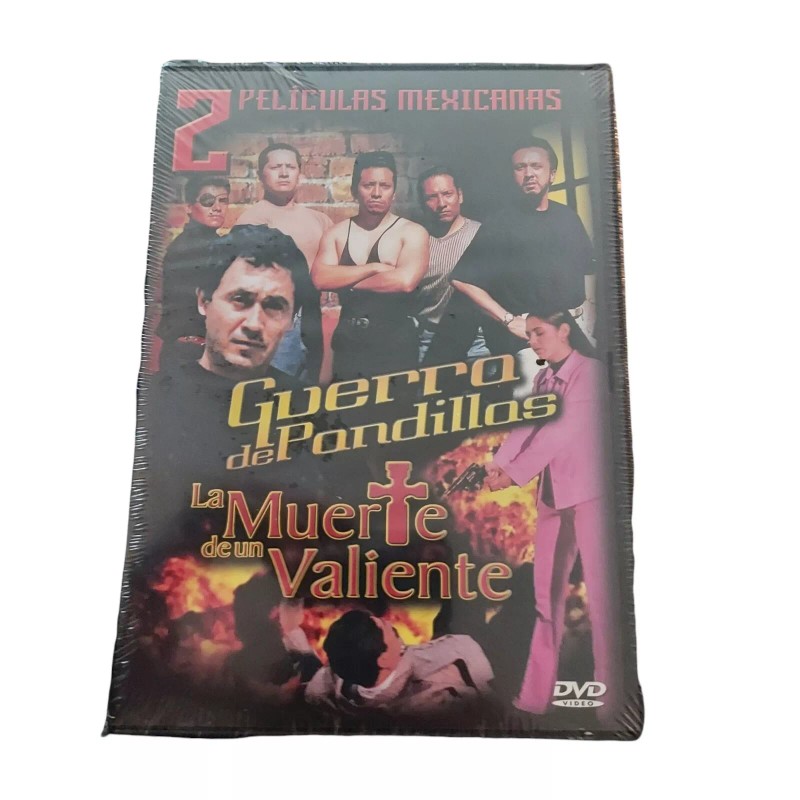 2 PELÍCULAS MEXICANAS
Guerra
de Pandillas
La Muerte
de un Valiente
DVD
VIDEO